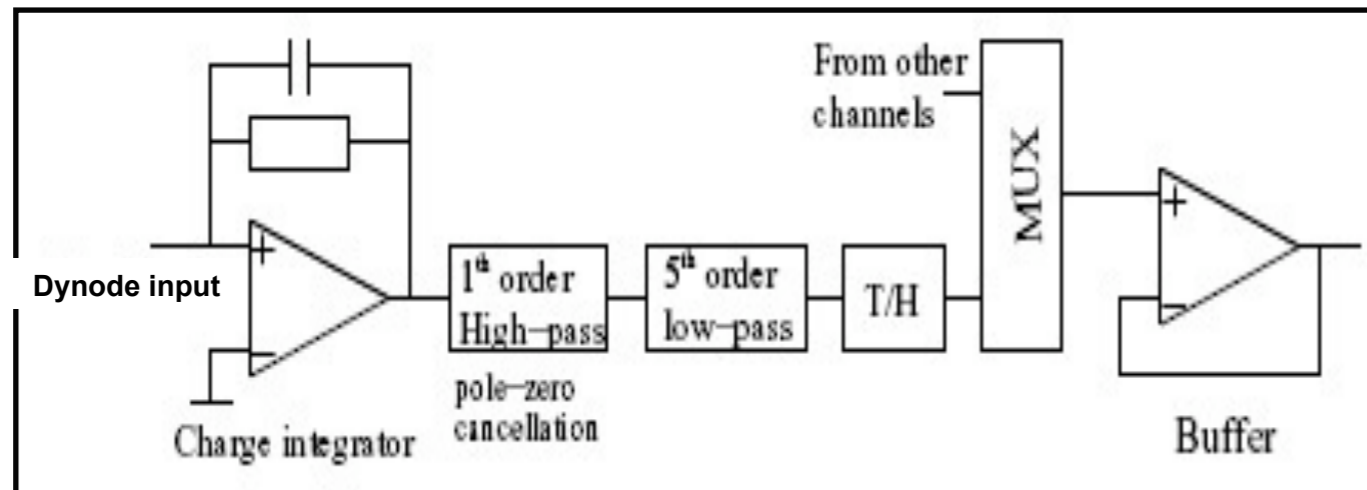 From other
channels
MUX
+
+
Dynode input
1th order
High-pass
5th order
low-pass
T/H
−
−
pole-zero
cancellation
Charge integrator
Buffer